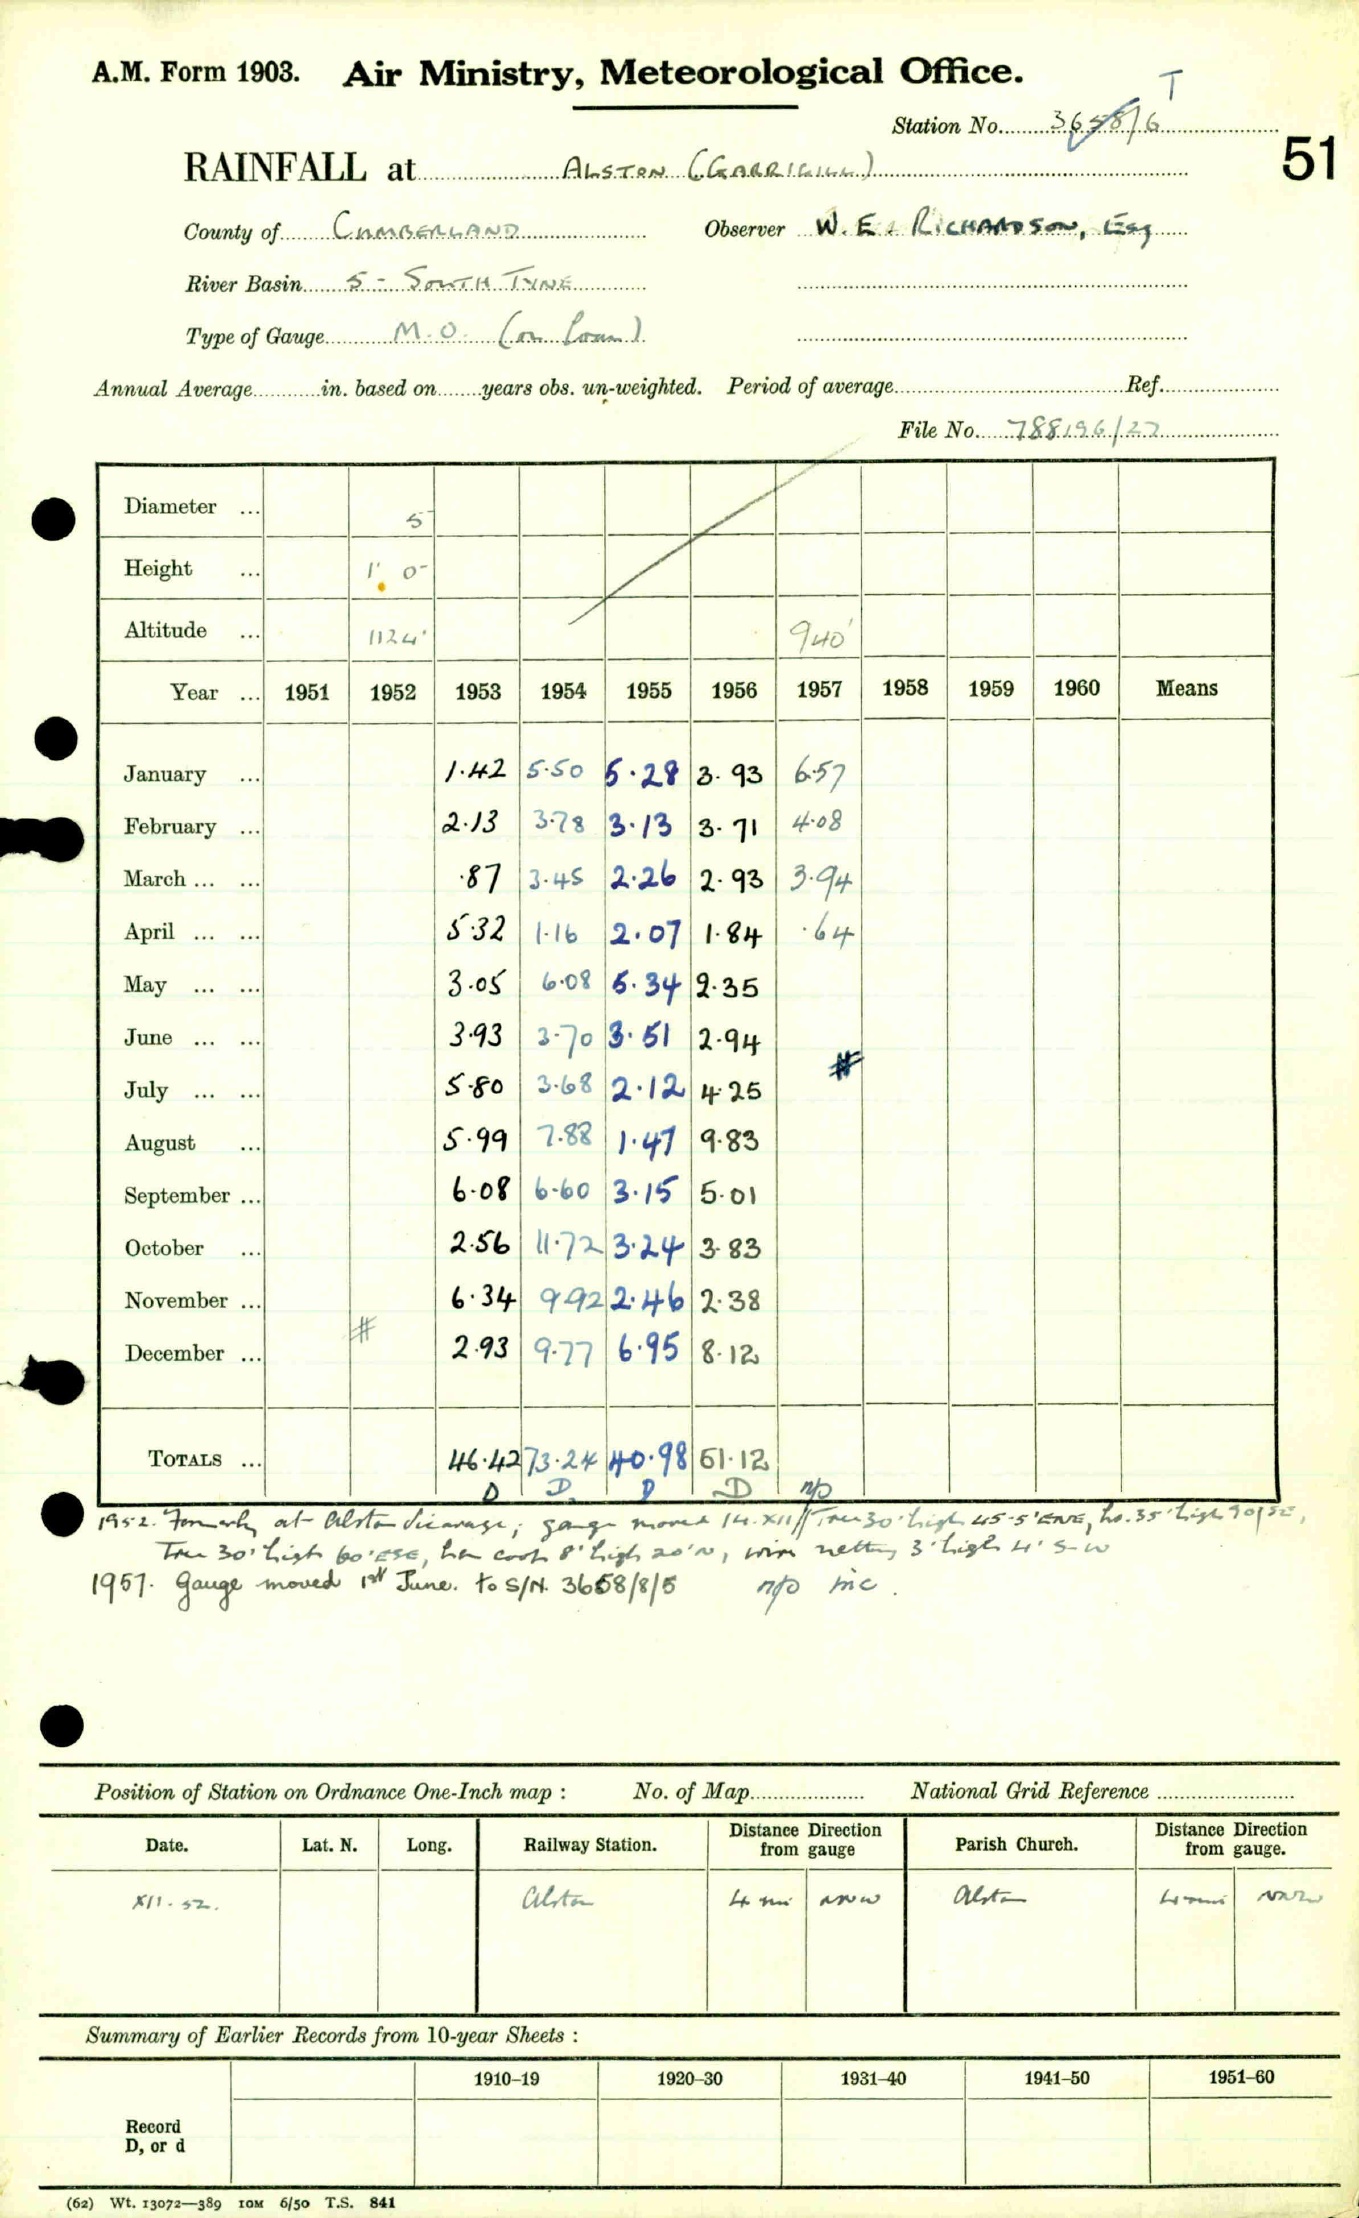 A.M. Form 1903. Air Ministry, Meteorological Office.
T
Station No. 3658/6
51
RAINFALL at ALSTON (GARRIGILL)
County of CUMBERLAND Observer W. E. RICHARDSON, Esq
River Basin 5 - SOUTH TYNE
Type of Gauge M.O. (on loan)
Annual Average in. based on years obs. un-weighted. Period of average Ref.
File No. 788196/27
Diameter ... 5
Height ... 1' 0"
Altitude ... 1124' 940'
Year ... 1951 1952 1953 1954 1955 1956 1957 1958 1959 1960 Means
January ... 1.42 5.50 5.28 3.93 6.57
February ... 2.13 3.78 3.13 3.71 4.08
March ... ... .87 3.45 2.26 2.93 3.94
April ... ... 5.32 1.16 2.07 1.84 .64
May ... ... 3.05 6.08 5.34 2.35
June ... ... 3.93 3.70 3.51 2.94
July ... ... 5.80 3.68 2.12 4.25
August ... 5.99 7.88 1.47 9.83
September ... 6.08 6.60 3.15 5.01
October ... 2.56 11.72 3.24 3.83
November ... 6.34 9.92 2.46 2.38
December ... # 2.93 9.77 6.95 8.12
TOTALS ... 46.42 73.24 40.98 51.12
D D D D n/p
1952. Formerly at Alston Vicarage; gauge moved 14.XII // Tree 30' high 45.5' ENE, ho. 35' high 90' SE,
Tree 30' high 60' ESE, hen coop 8' high 20' N, wire netting 3' high 4' S-W
1957. Gauge moved 1st June. to S/N. 3658/8/5 n/p inc.
Position of Station on Ordnance One-Inch map : No. of Map National Grid Reference
Date. Lat. N. Long. Railway Station. Distance from Direction gauge Parish Church. Distance from Direction gauge.
XII.52. Alston 4 mi NNW Alston 4 mi NNW
Summary of Earlier Records from 10-year Sheets :
1910–19 1920–30 1931–40 1941–50 1951–60
Record
D, or d
(62) Wt. 13072—389 10M 6/50 T.S. 841